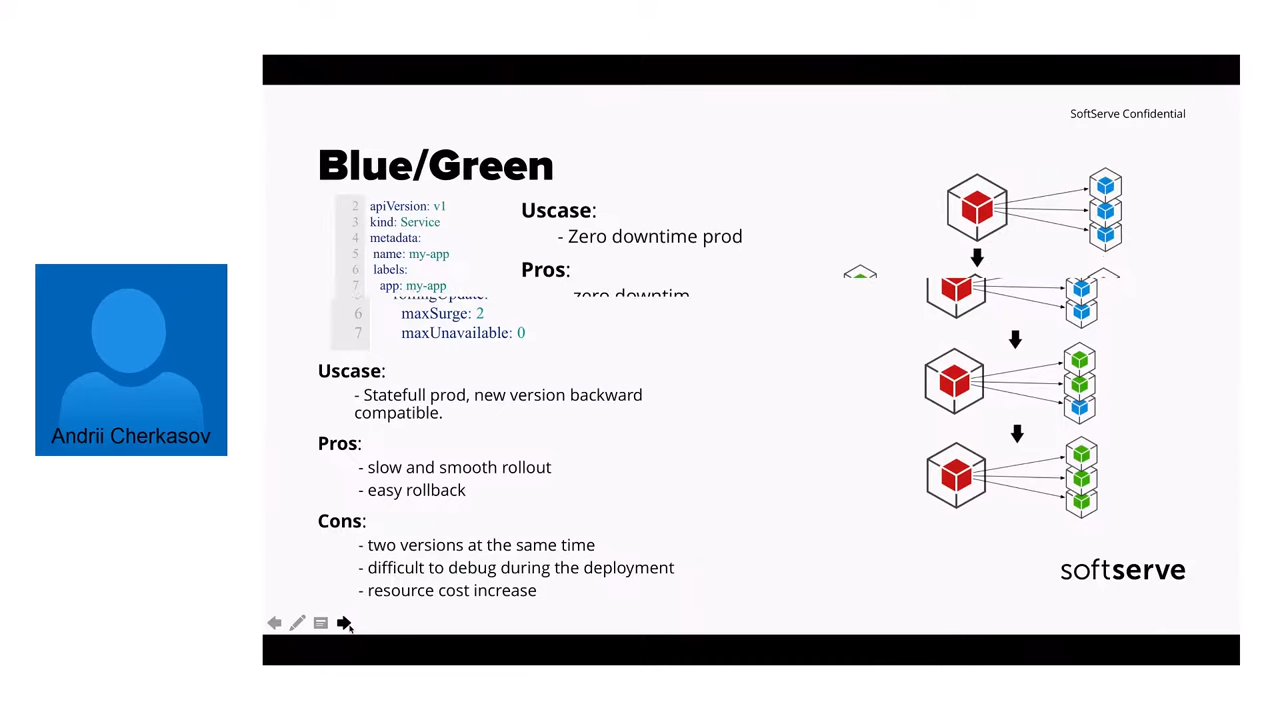 SoftServe Confidential
Blue/Green
2 apiVersion: v1
3 kind: Service
4 metadata:
5 name: my-app
6 labels:
7 app: my-app
Uscase:
- Zero downtime prod
Pros:
zero downtim
rollingUpdate:
6 maxSurge: 2
7 maxUnavailable: 0
Uscase:
- Statefull prod, new version backward
compatible.
Pros:
- slow and smooth rollout
- easy rollback
Cons:
- two versions at the same time
- difficult to debug during the deployment
- resource cost increase
softserve
Andrii Cherkasov